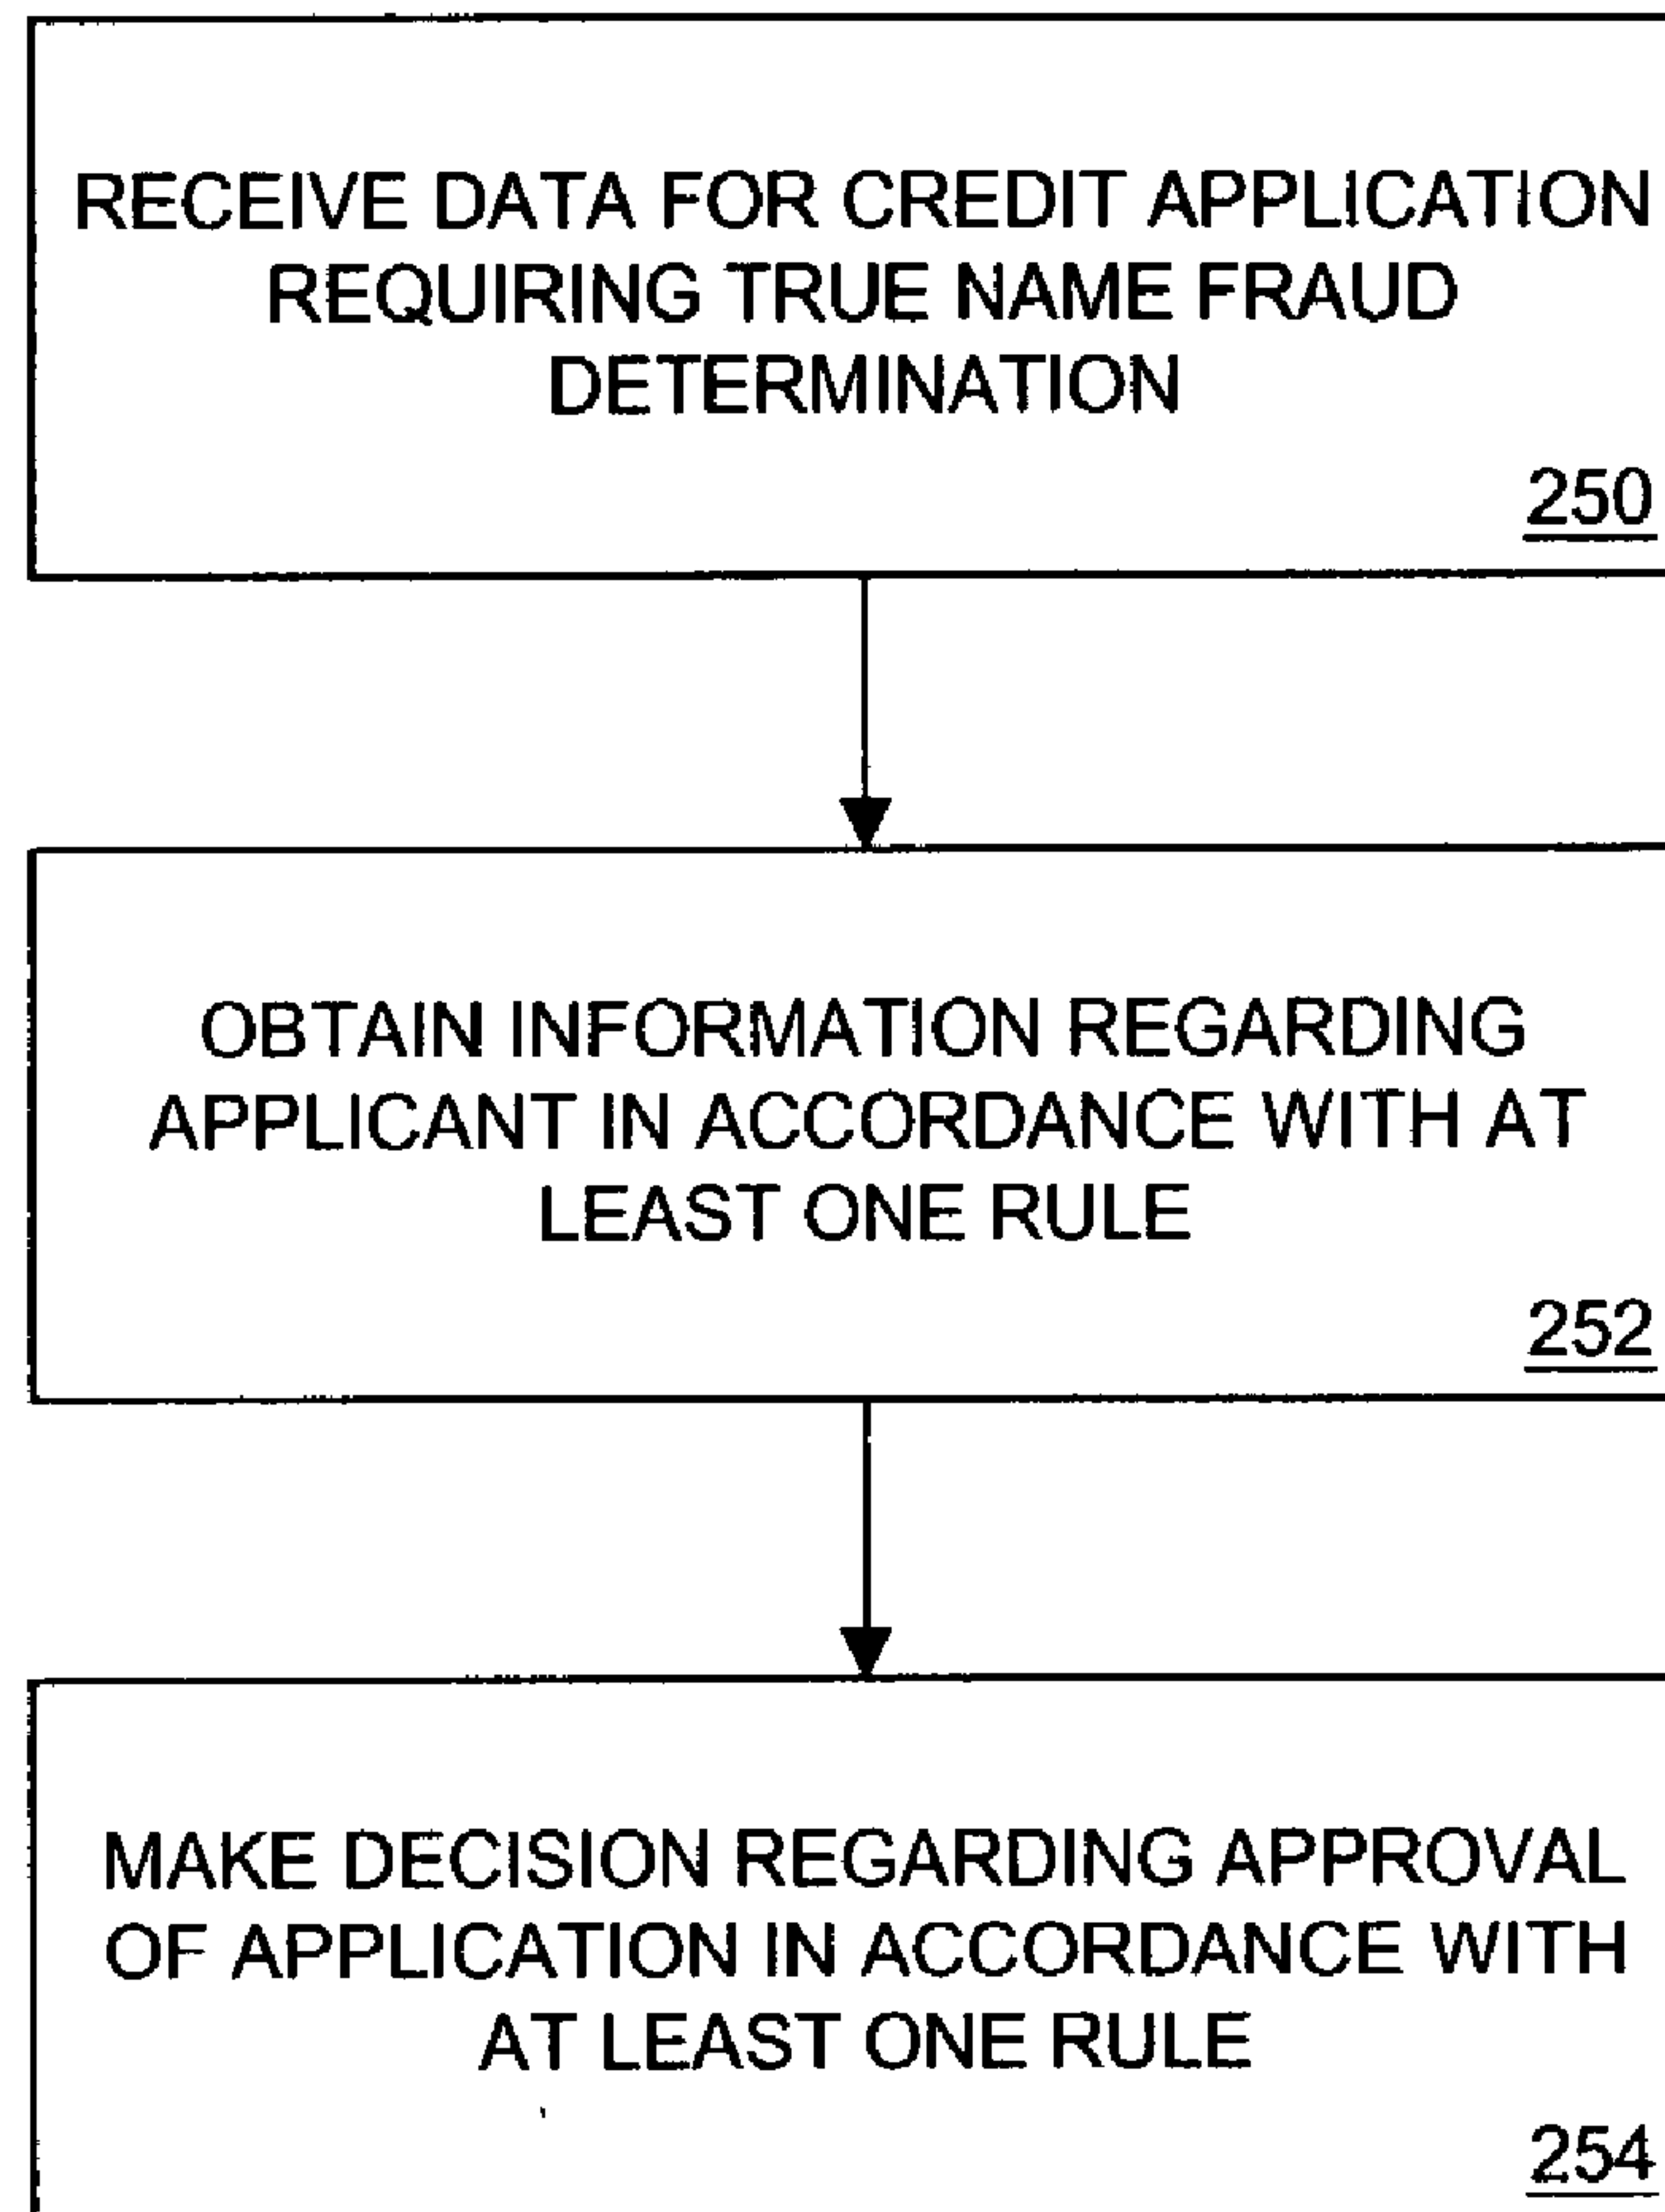 RECEIVE DATA FOR CREDIT APPLICATION
REQUIRING TRUE NAME FRAUD
DETERMINATION
250
OBTAIN INFORMATION REGARDING
APPLICANT IN ACCORDANCE WITH AT
LEAST ONE RULE
252
MAKE DECISION REGARDING APPROVAL
OF APPLICATION IN ACCORDANCE WITH
AT LEAST ONE RULE
254